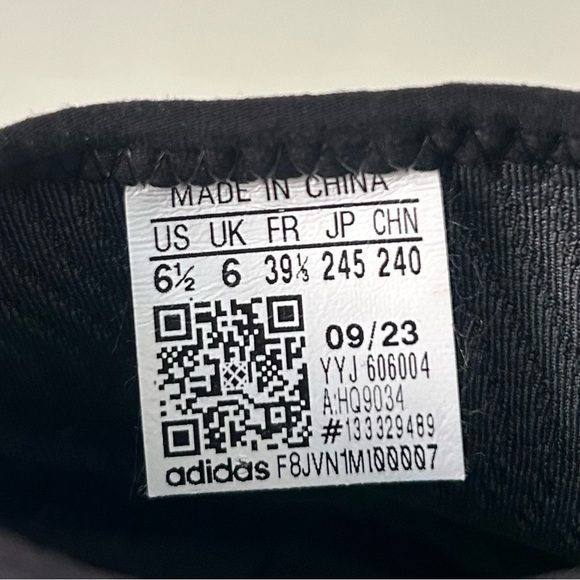 MADE IN CHINA
US UK FR JP CHN
6½ 6 39⅓ 245 240
09/23
YYJ 606004
A:HQ9034
#133329489
adidas F8JVN1M100007